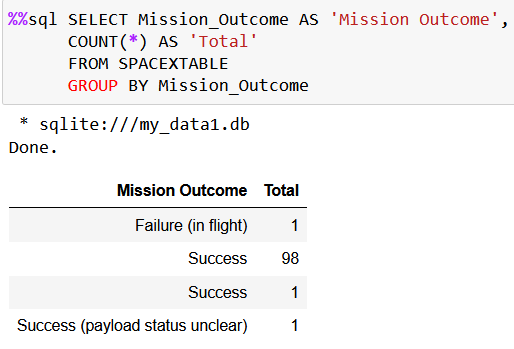 %%sql SELECT Mission_Outcome AS 'Mission Outcome',
COUNT(*) AS 'Total'
FROM SPACEXTABLE
GROUP BY Mission_Outcome
* sqlite:///my_data1.db
Done.
Mission Outcome Total
Failure (in flight) 1
Success 98
Success 1
Success (payload status unclear) 1